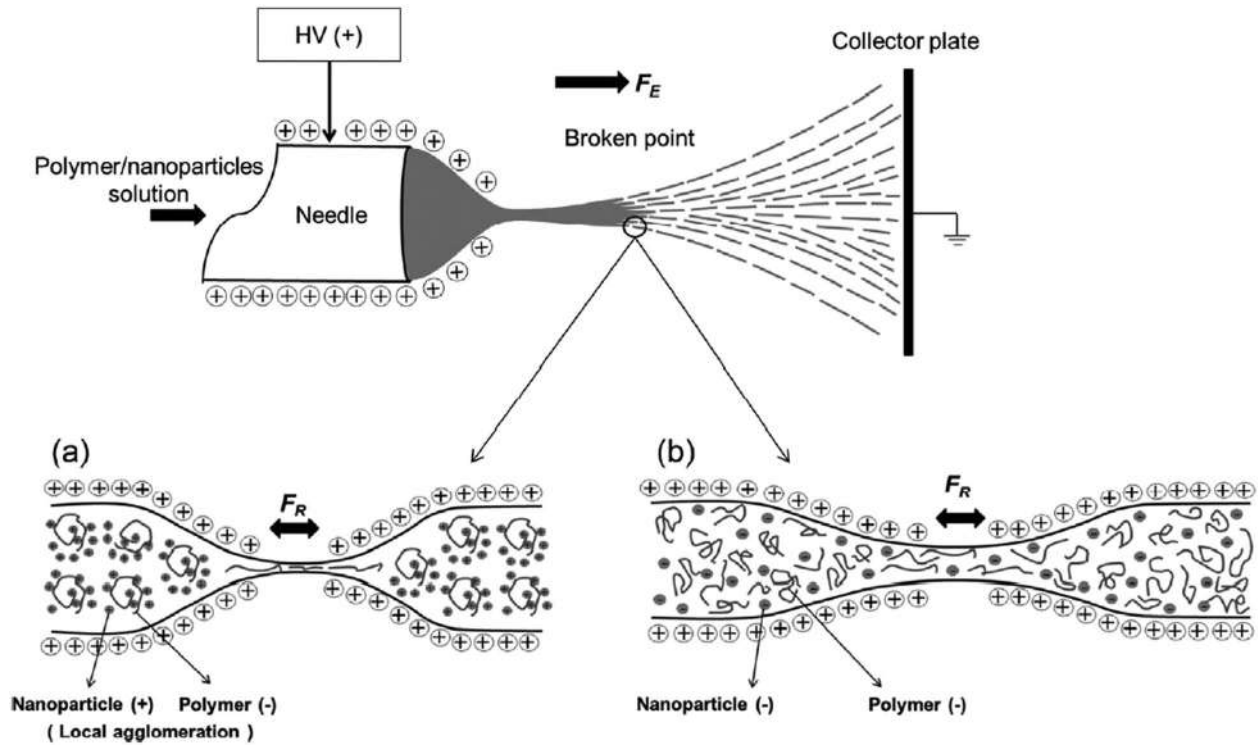 HV (+)
Collector plate
F_E
Broken point
Polymer/nanoparticles
solution
Needle
(a)
F_R
Nanoparticle (+) Polymer (-)
( Local agglomeration )
(b)
F_R
Nanoparticle (-) Polymer (-)